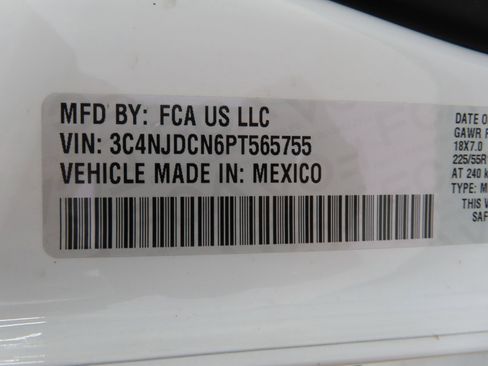 MFD BY: FCA US LLC
VIN: 3C4NJDCN6PT565755
VEHICLE MADE IN: MEXICO
DATE O
GAWR F
18X7.0
225/55R
AT 240 k
TYPE: M
THIS V
SAF